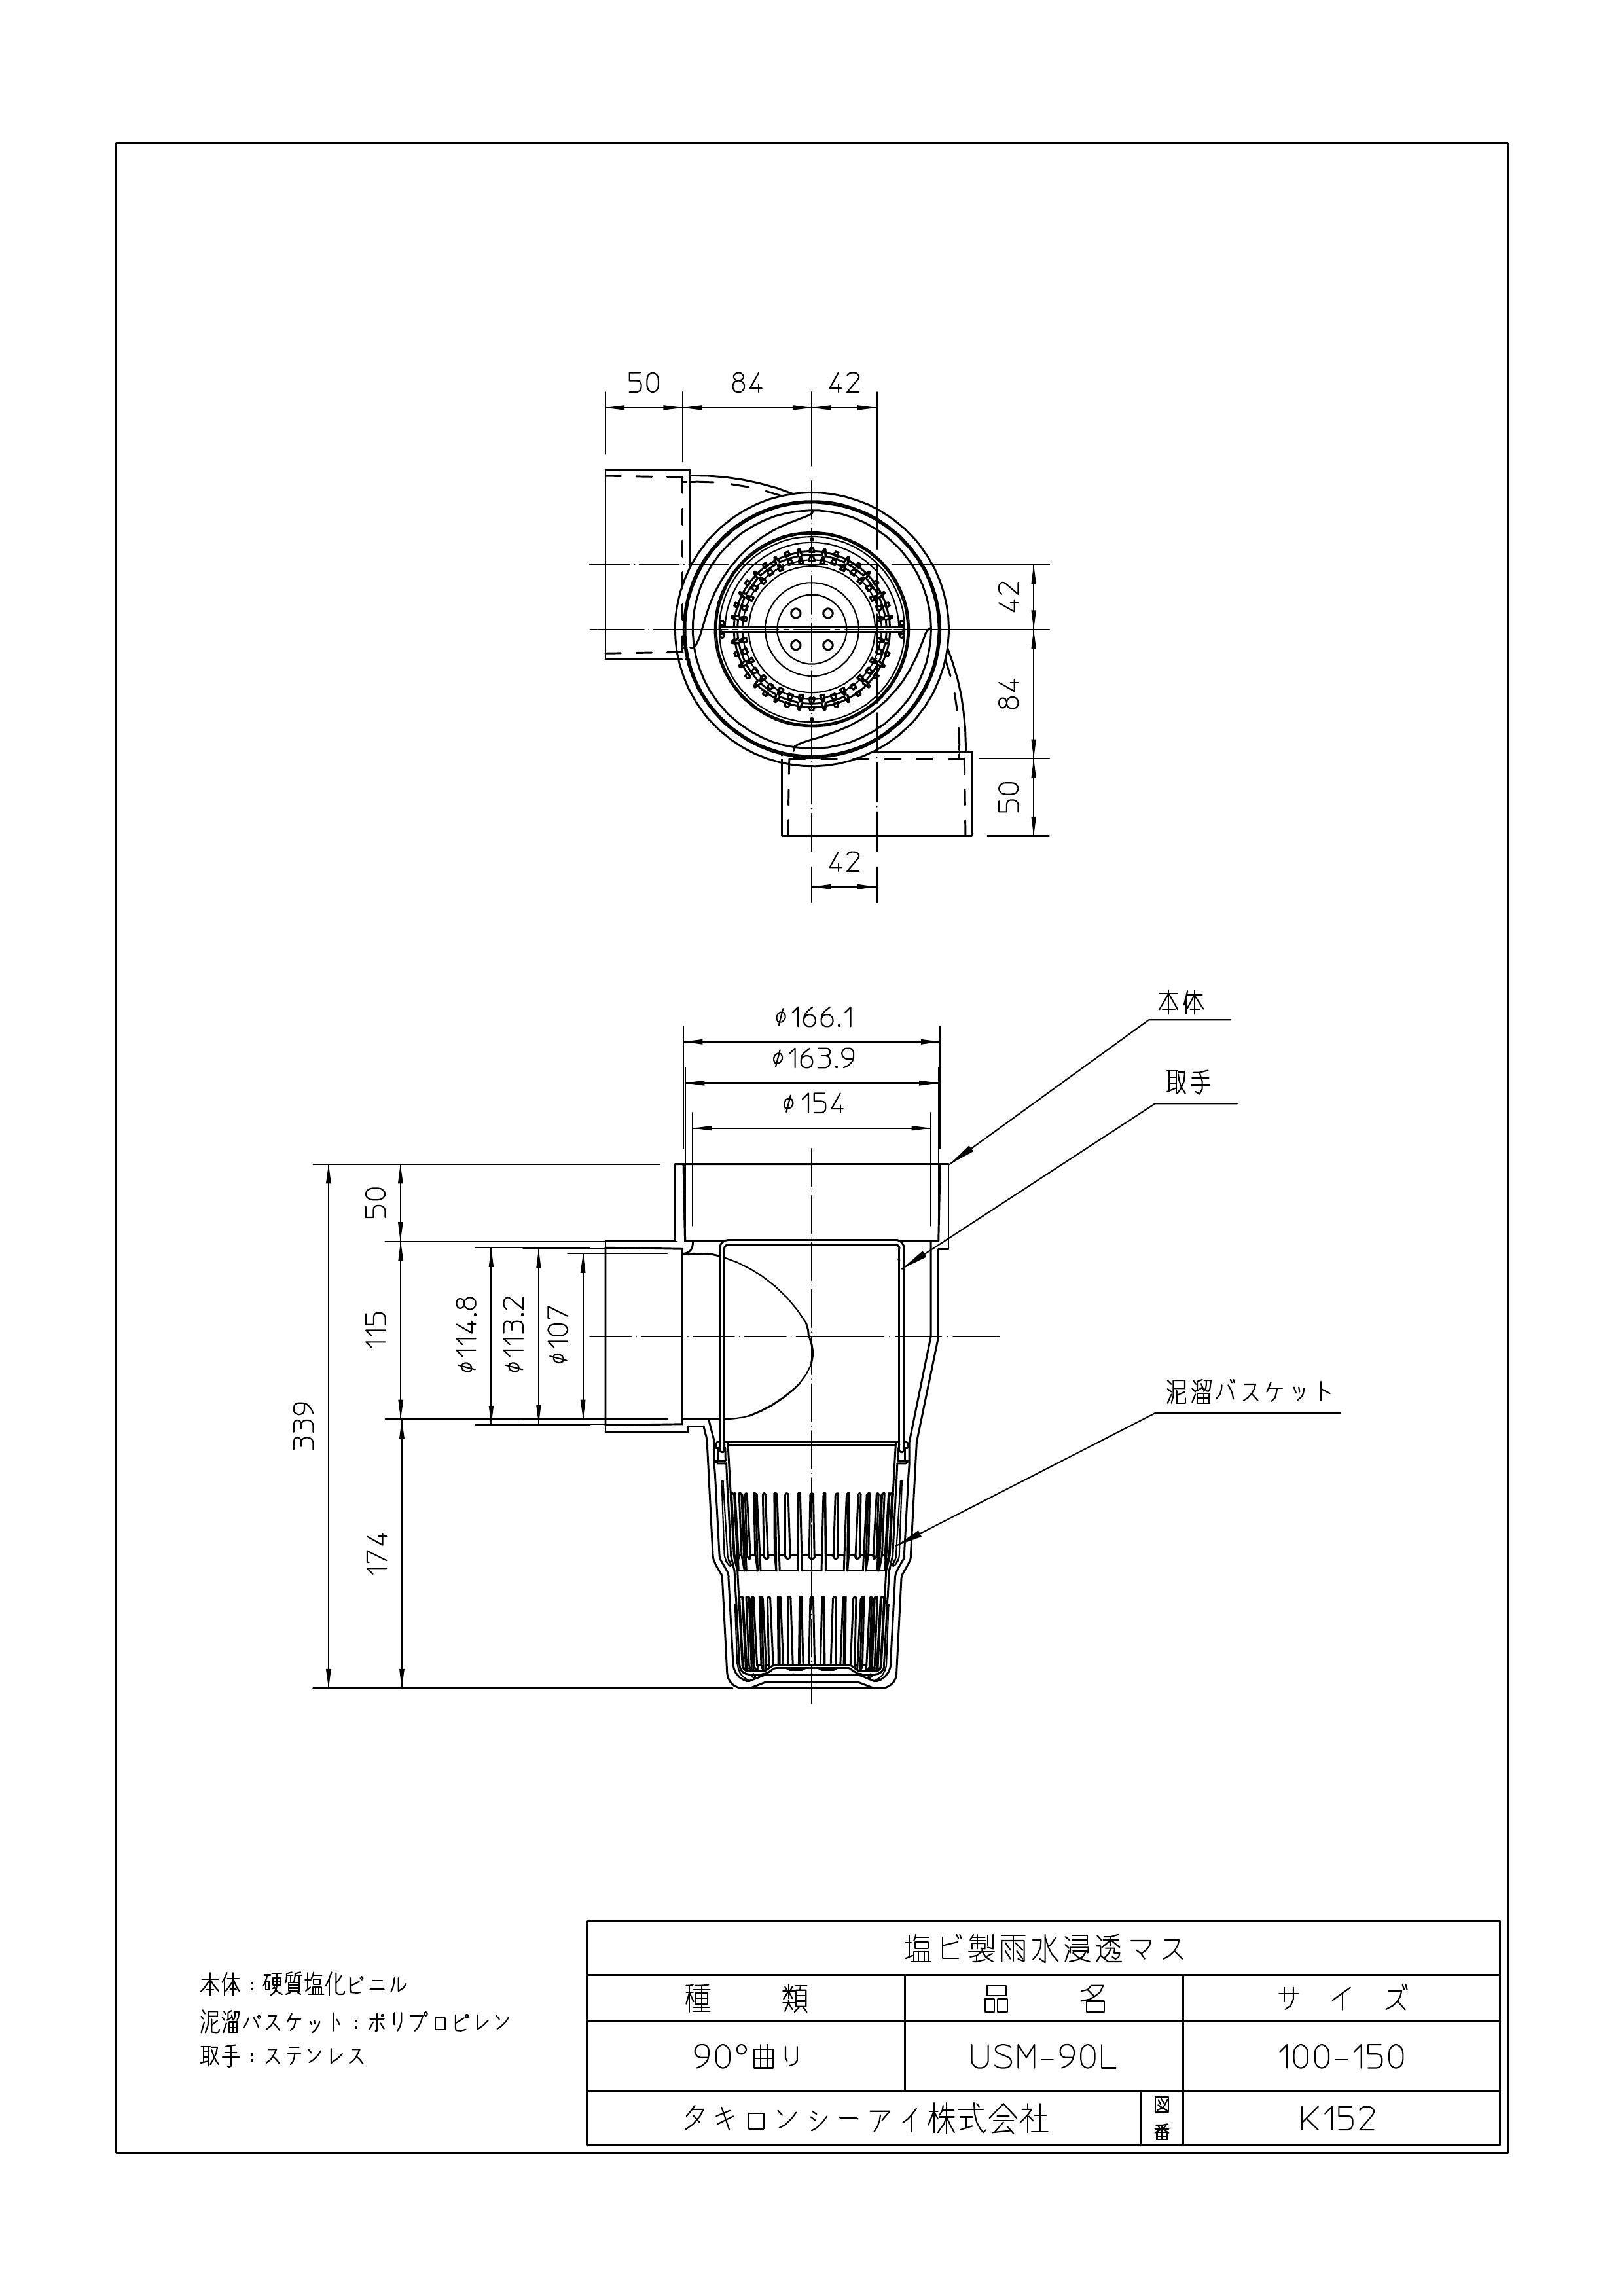 50 84 42
42
84
50
42
φ166.1
φ163.9
φ154
本体
取手
泥溜バスケット
50
115
174
339
φ114.8
φ113.2
φ107
本体：硬質塩化ビニル
泥溜バスケット：ポリプロピレン
取手：ステンレス
塩ビ製雨水浸透マス
種類 品名 サイズ
90°曲り USM-90L 100-150
タキロンシーアイ株式会社 図番 K152